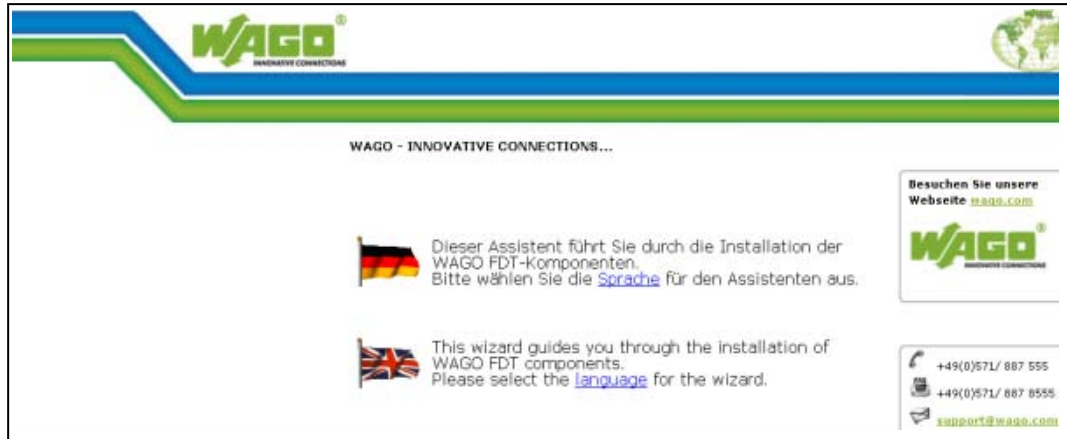 WAGO®
INNOVATIVE CONNECTIONS
WAGO - INNOVATIVE CONNECTIONS...
Besuchen Sie unsere
Webseite wago.com
WAGO®
INNOVATIVE CONNECTIONS
Dieser Assistent führt Sie durch die Installation der
WAGO FDT-Komponenten.
Bitte wählen Sie die Sprache für den Assistenten aus.
This wizard guides you through the installation of
WAGO FDT components.
Please select the language for the wizard.
+49(0)571/ 887 555
+49(0)571/ 887 8555
support@wago.com